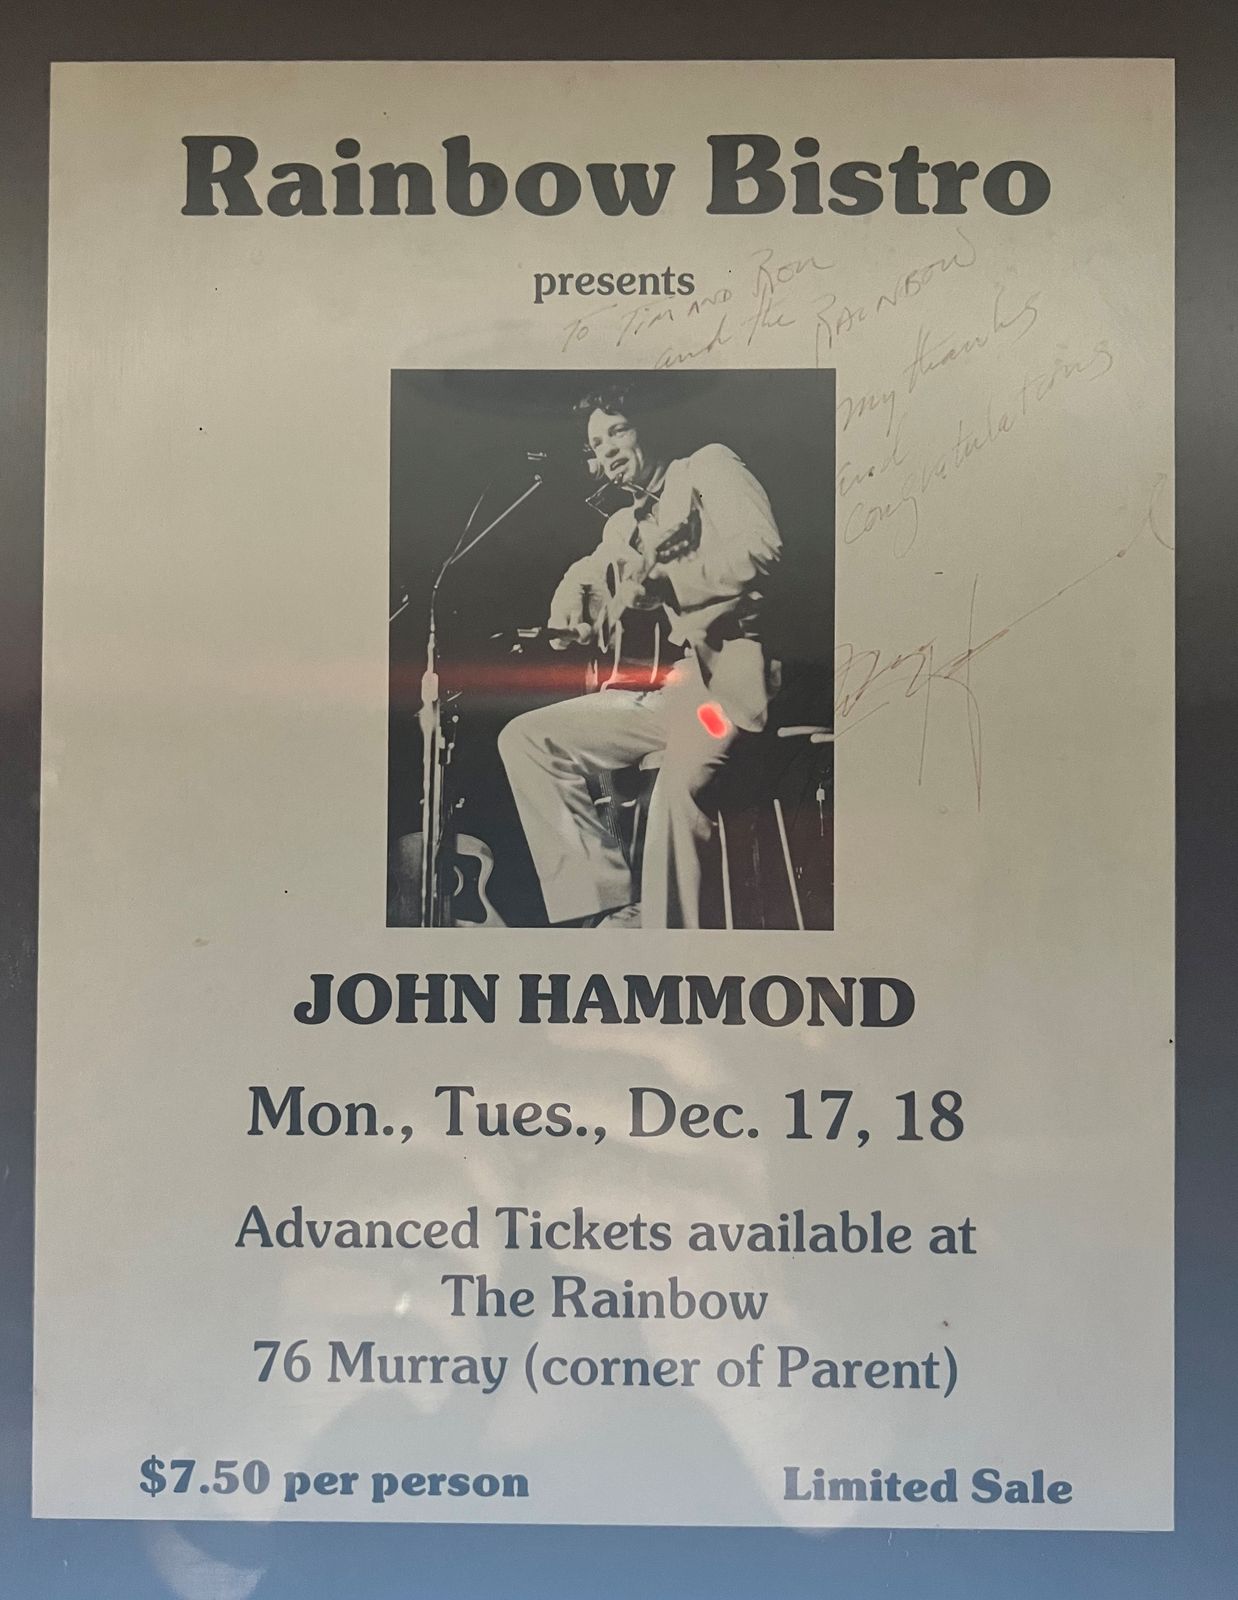 Rainbow Bistro
presents
To Tim and Ron
and the RAINBOW
my thanks
and
congratulations
JOHN HAMMOND
Mon., Tues., Dec. 17, 18
Advanced Tickets available at
The Rainbow
76 Murray (corner of Parent)
$7.50 per person
Limited Sale